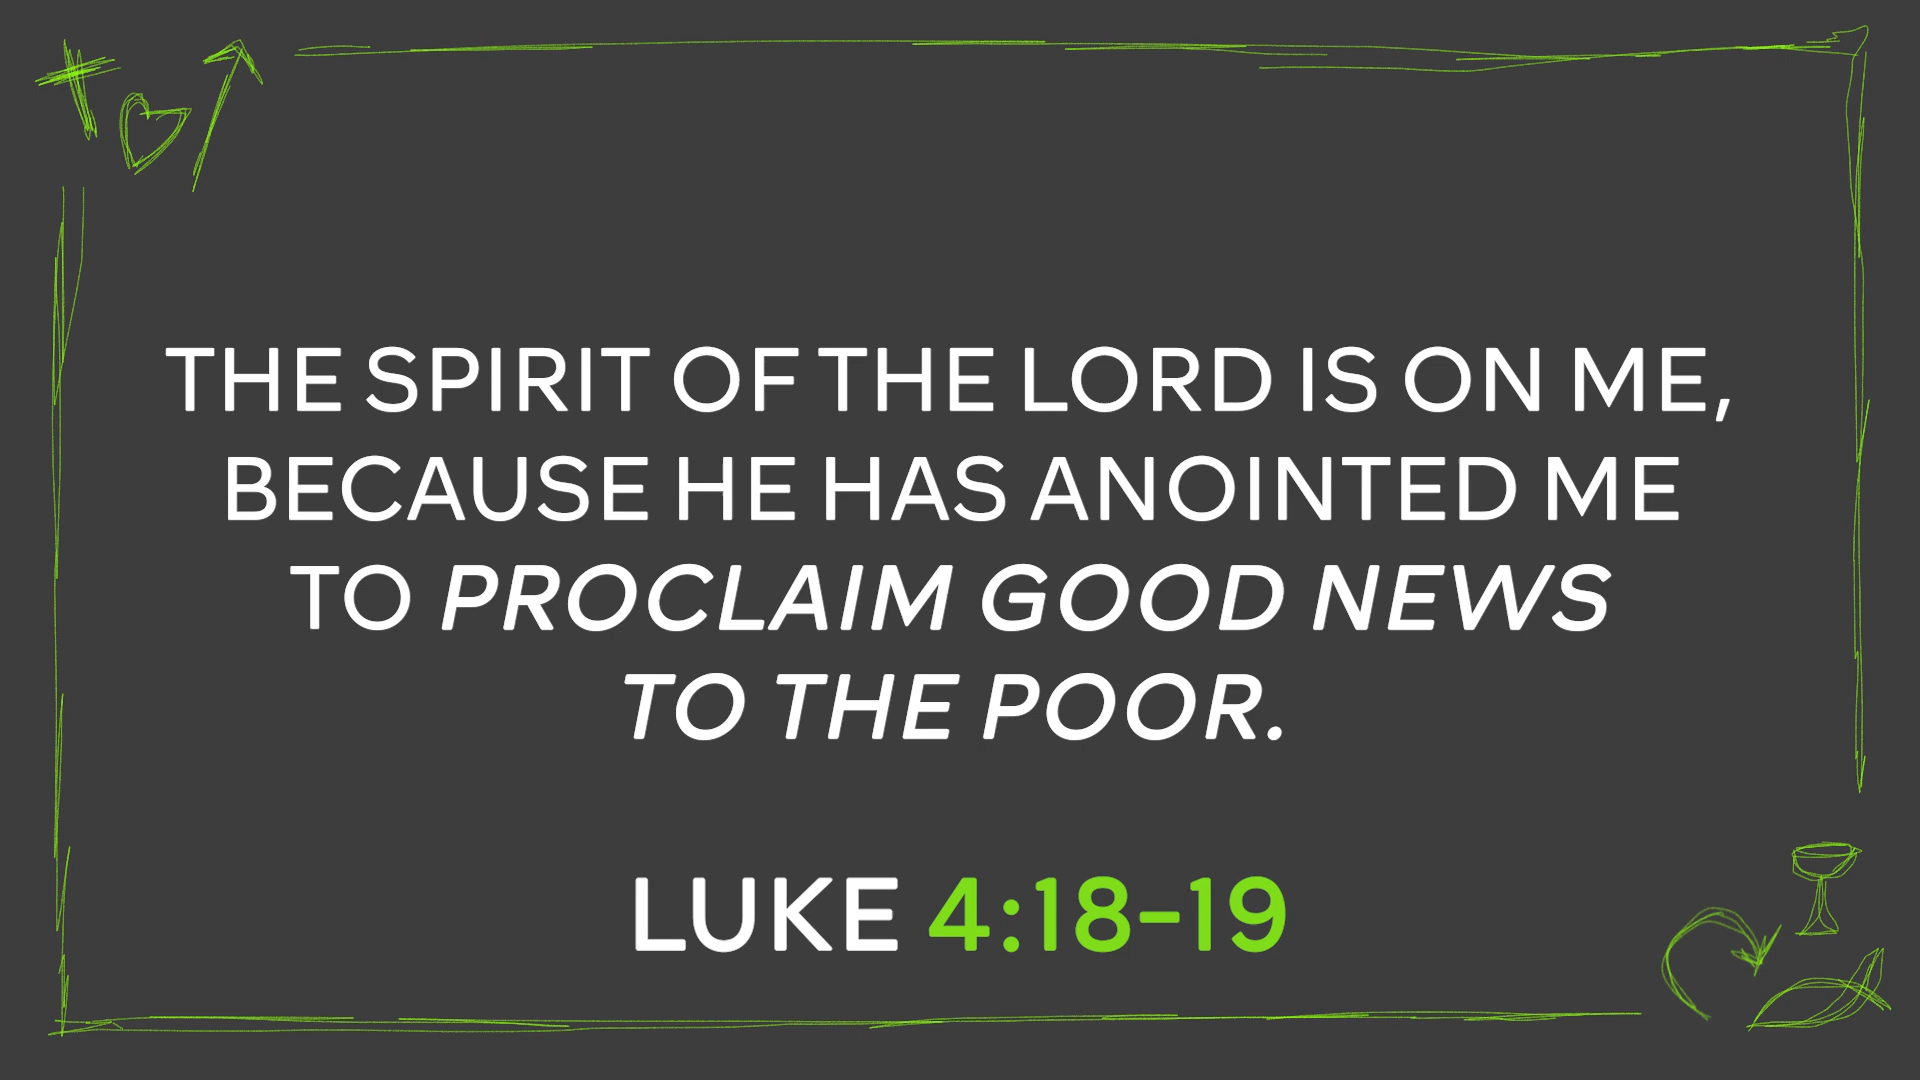 THE SPIRIT OF THE LORD IS ON ME,
BECAUSE HE HAS ANOINTED ME
TO PROCLAIM GOOD NEWS
TO THE POOR.
LUKE 4:18–19